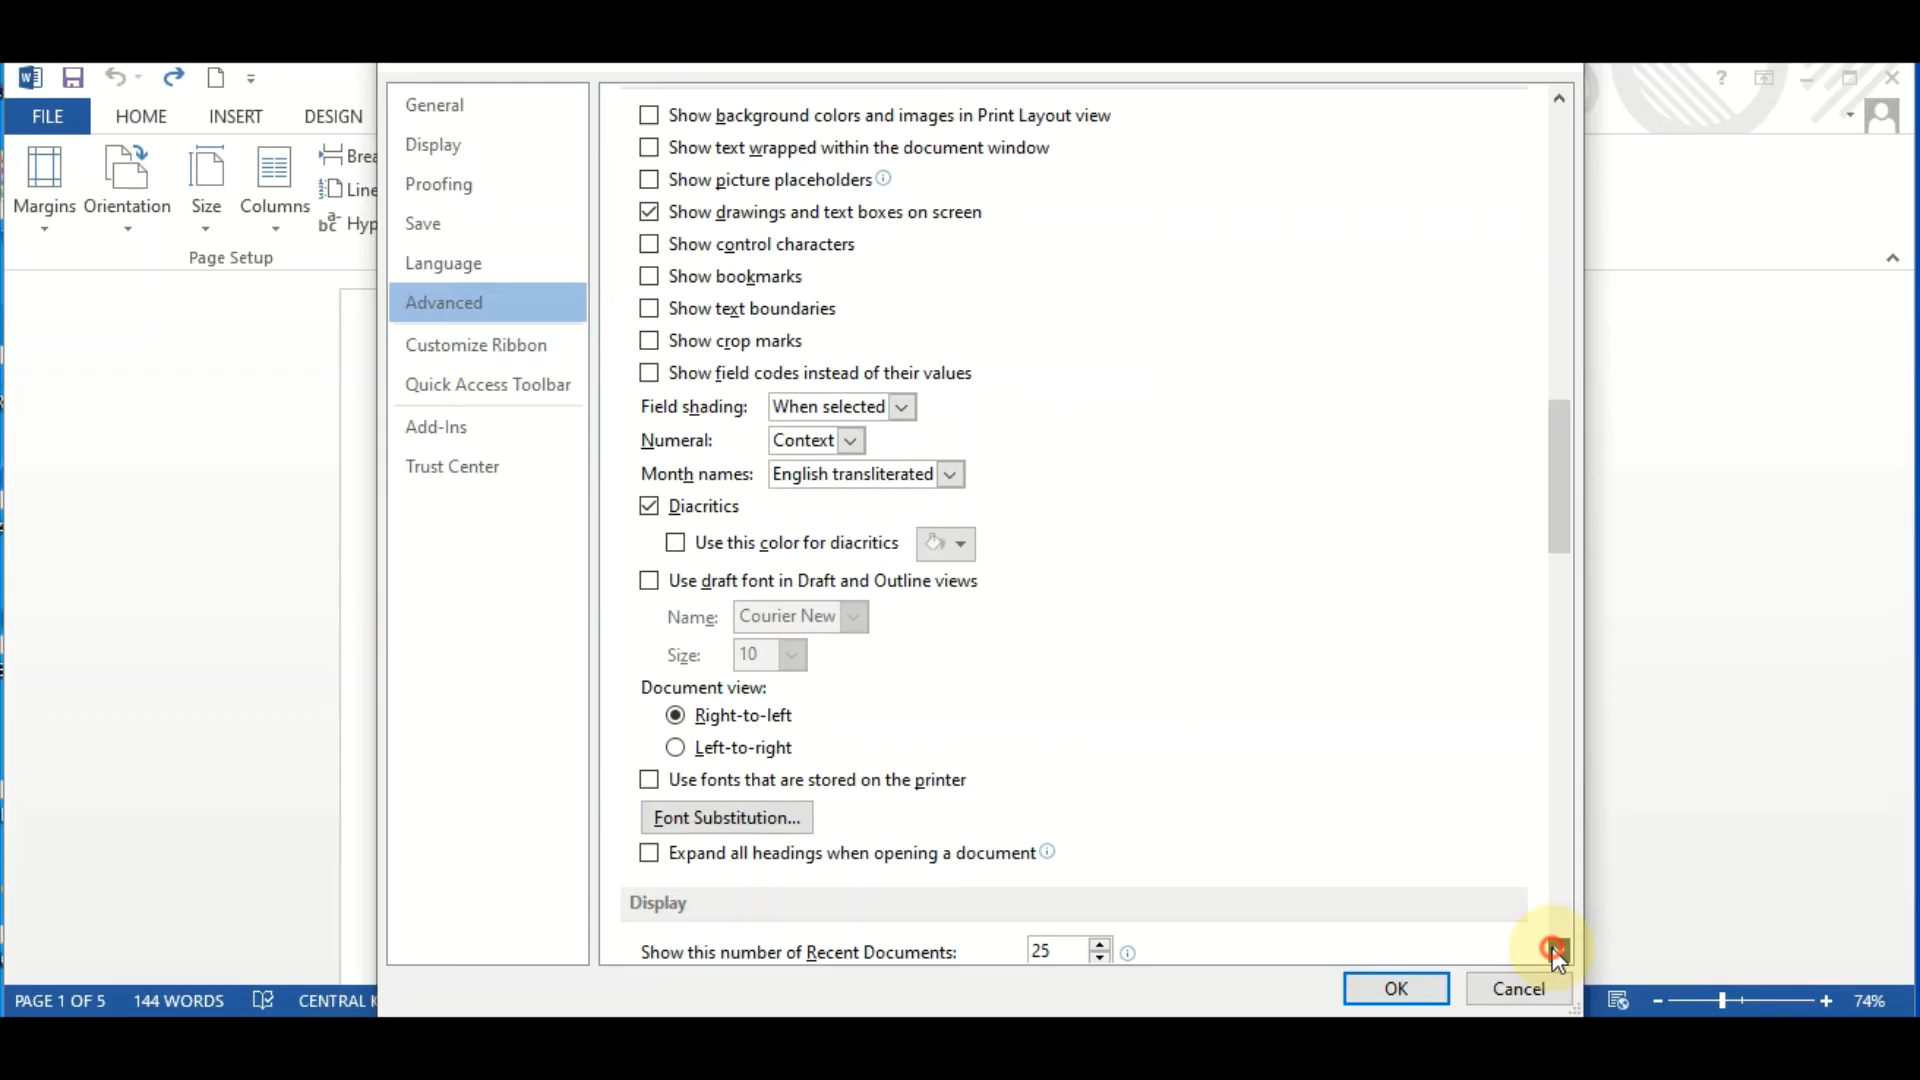 FILE HOME INSERT DESIGN
Margins Orientation Size Columns
Brea
Line
Hyp
Page Setup
General
Display
Proofing
Save
Language
Advanced
Customize Ribbon
Quick Access Toolbar
Add-Ins
Trust Center
Show background colors and images in Print Layout view
Show text wrapped within the document window
Show picture placeholders
Show drawings and text boxes on screen
Show control characters
Show bookmarks
Show text boundaries
Show crop marks
Show field codes instead of their values
Field shading: When selected
Numeral: Context
Month names: English transliterated
Diacritics
Use this color for diacritics
Use draft font in Draft and Outline views
Name: Courier New
Size: 10
Document view:
Right-to-left
Left-to-right
Use fonts that are stored on the printer
Font Substitution...
Expand all headings when opening a document
Display
Show this number of Recent Documents: 25
OK Cancel
PAGE 1 OF 5 144 WORDS CENTRAL K 74%